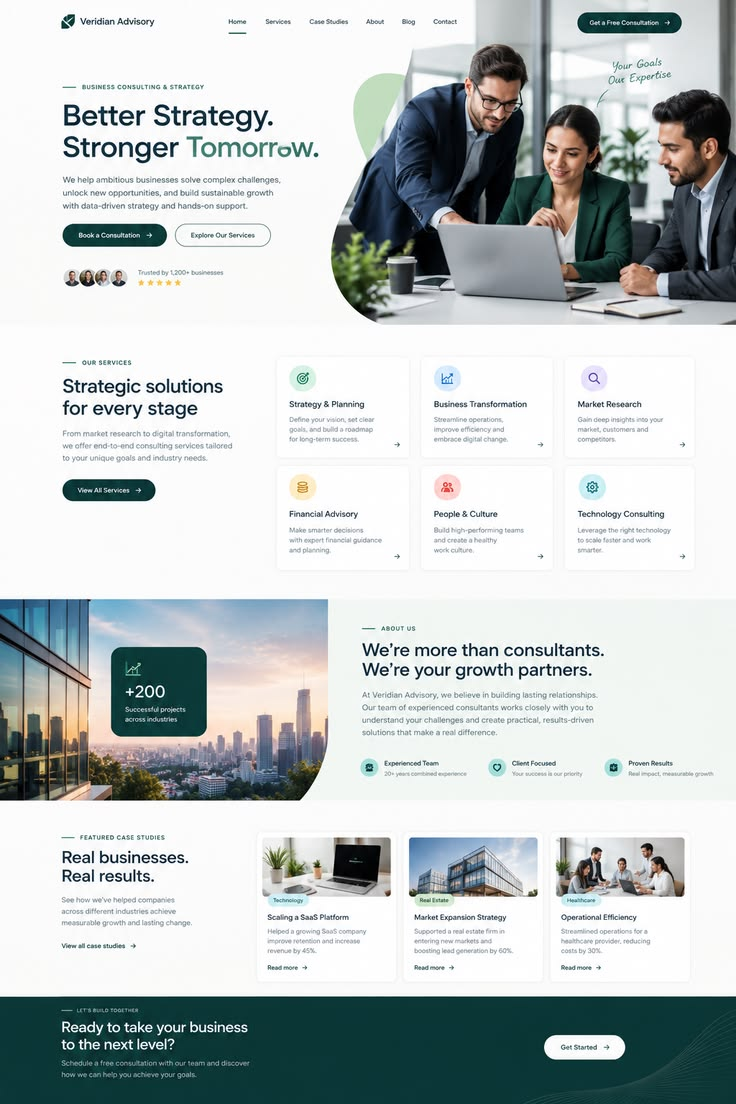 Veridian Advisory
Home
Services
Case Studies
About
Blog
Contact
Get a Free Consultation →
Your Goals
Our Expertise
BUSINESS CONSULTING & STRATEGY
Better Strategy.
Stronger Tomorrow.
We help ambitious businesses solve complex challenges,
unlock new opportunities, and build sustainable growth
with data-driven strategy and hands-on support.
Book a Consultation →
Explore Our Services
Trusted by 1,200+ businesses
OUR SERVICES
Strategic solutions
for every stage
From market research to digital transformation,
we offer end-to-end consulting services tailored
to your unique goals and industry needs.
View All Services →
Strategy & Planning
Define your vision, set clear
goals, and build a roadmap
for long-term success.
→
Business Transformation
Streamline operations,
improve efficiency and
embrace digital change.
→
Market Research
Gain deep insights into your
market, customers and
competitors.
→
Financial Advisory
Make smarter decisions
with expert financial guidance
and planning.
→
People & Culture
Build high-performing teams
and create a healthy
work culture.
→
Technology Consulting
Leverage the right technology
to scale faster and work
smarter.
→
+200
Successful projects
across industries
ABOUT US
We're more than consultants.
We're your growth partners.
At Veridian Advisory, we believe in building lasting relationships.
Our team of experienced consultants works closely with you to
understand your challenges and create practical, results-driven
solutions that make a real difference.
Experienced Team
20+ years combined experience
Client Focused
Your success is our priority
Proven Results
Real impact, measurable growth
FEATURED CASE STUDIES
Real businesses.
Real results.
See how we've helped companies
across different industries achieve
measurable growth and lasting change.
View all case studies →
Technology
Scaling a SaaS Platform
Helped a growing SaaS company
improve retention and increase
revenue by 45%.
Read more →
Real Estate
Market Expansion Strategy
Supported a real estate firm in
entering new markets and
boosting lead generation by 60%.
Read more →
Healthcare
Operational Efficiency
Streamlined operations for a
healthcare provider, reducing
costs by 30%.
Read more →
LET'S BUILD TOGETHER
Ready to take your business
to the next level?
Schedule a free consultation with our team and discover
how we can help you achieve your goals.
Get Started →